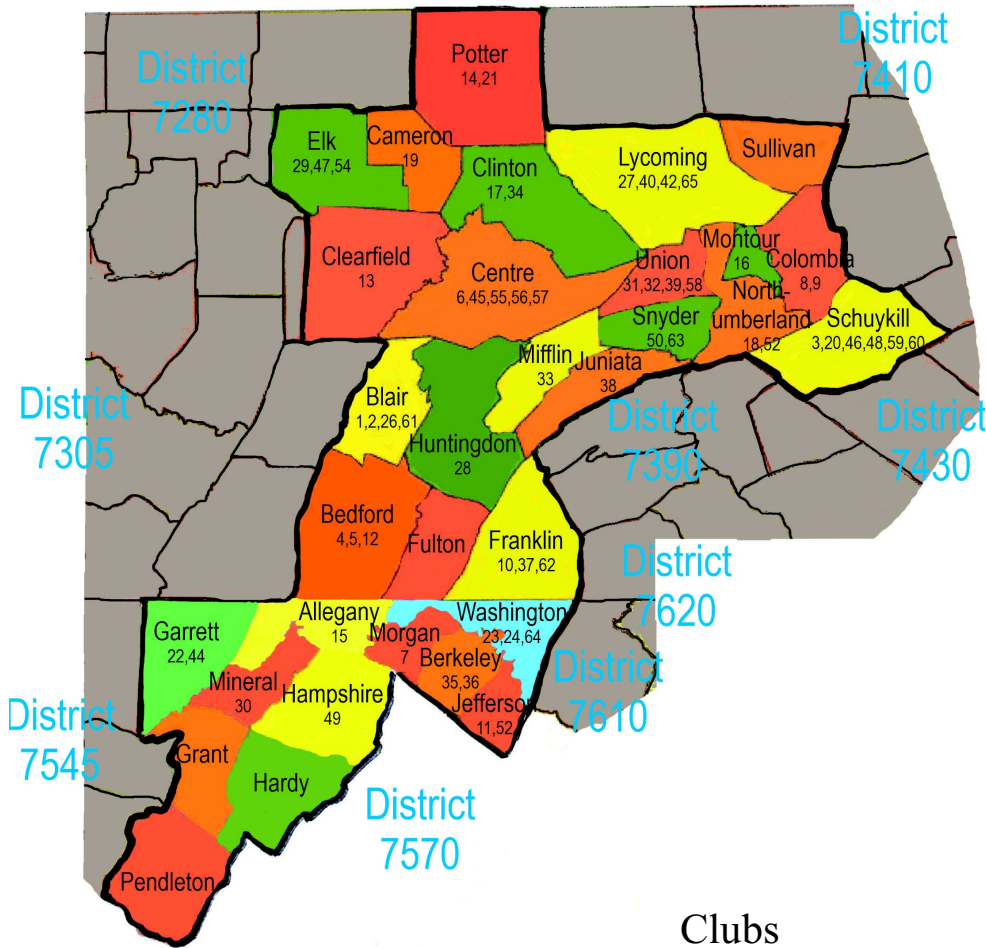 District
7410
Potter
14,21
District
7280
Elk
29,47,54
Cameron
19
Clinton
17,34
Lycoming
27,40,42,65
Sullivan
Clearfield
13
Centre
6,45,55,56,57
Union
31,32,39,58
Montour
16
Colombia
8,9
North-
umberland
18,52
Snyder
50,63
Schuykill
3,20,46,48,59,60
Mifflin
33
Juniata
38
Blair
1,2,26,61
Huntingdon
28
District
7305
District
7390
District
7430
Bedford
4,5,12
Fulton
Franklin
10,37,62
District
7620
Garrett
22,44
Allegany
15
Washington
23,24,64
Morgan
7
Berkeley
35,36
Mineral
30
Hampshire
49
Jefferson
11,52
District
7610
District
7545
Grant
Hardy
District
7570
Pendleton
Clubs